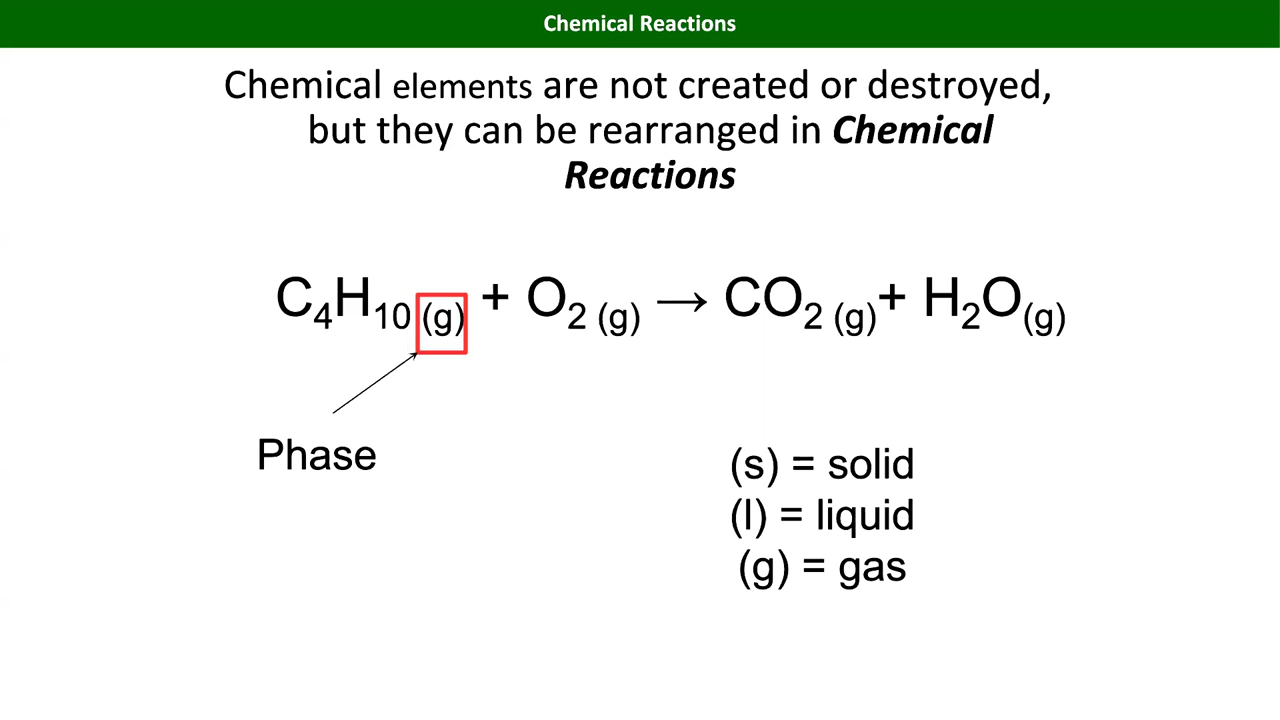 Chemical Reactions
Chemical elements are not created or destroyed,
but they can be rearranged in Chemical
Reactions
C₄H₁₀ (g) + O₂ (g) → CO₂ (g)+ H₂O(g)
Phase
(s) = solid
(l) = liquid
(g) = gas